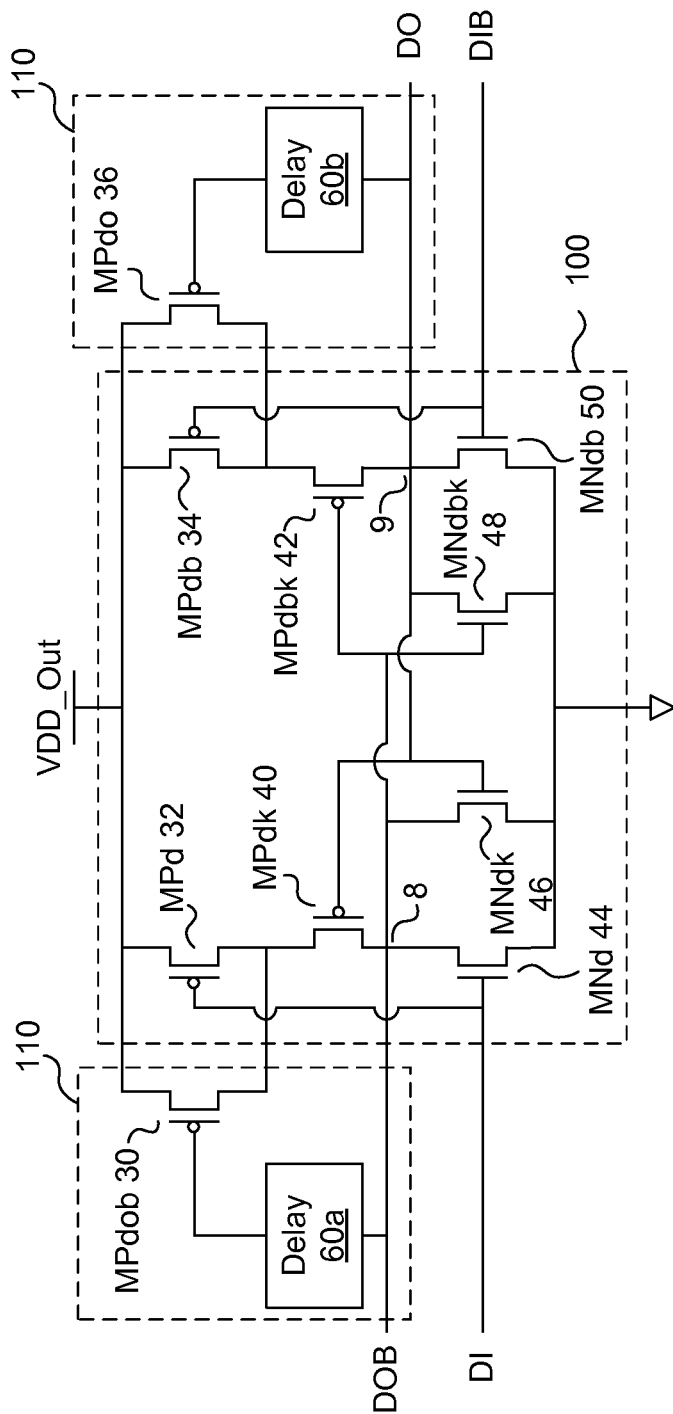 110
MPdo 36
Delay
60b
DO
DIB
VDD_Out
MPdb 34
MPdbk 42
9
MNdbk
48
MNdb 50
100
MPd 32
MPdk 40
8
MNdk
46
MNd 44
110
MPdob 30
Delay
60a
DOB
DI